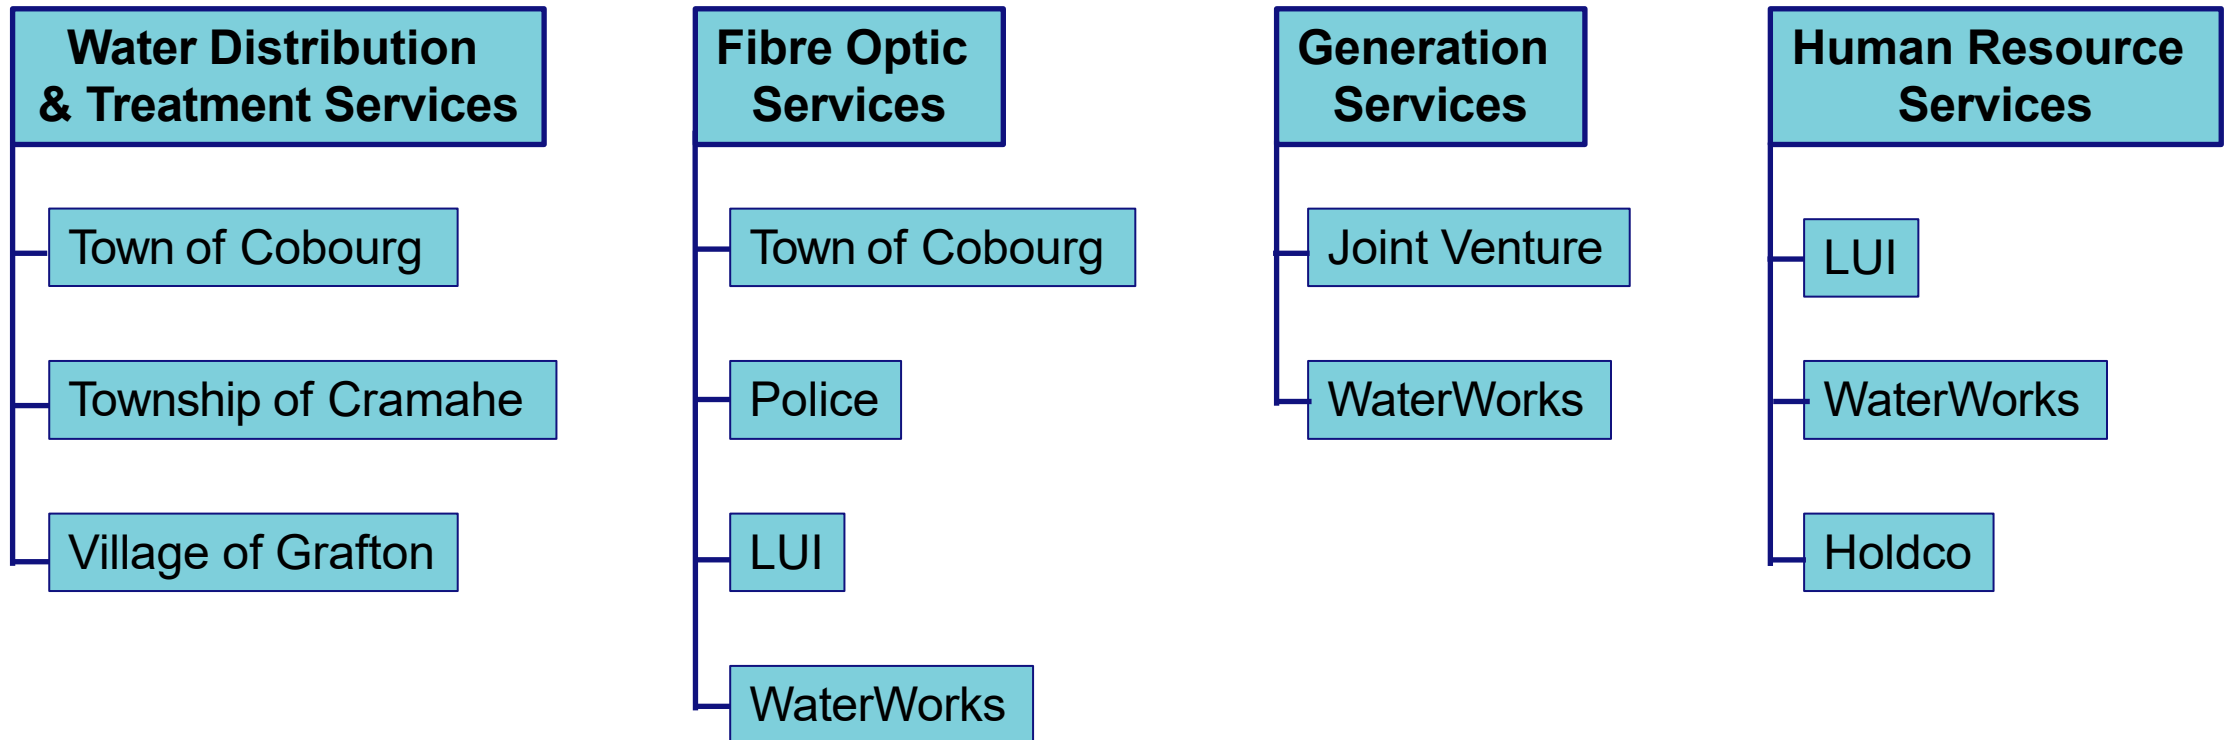 Water Distribution
& Treatment Services
Town of Cobourg
Township of Cramahe
Village of Grafton
Fibre Optic
Services
Town of Cobourg
Police
LUI
WaterWorks
Generation
Services
Joint Venture
WaterWorks
Human Resource
Services
LUI
WaterWorks
Holdco